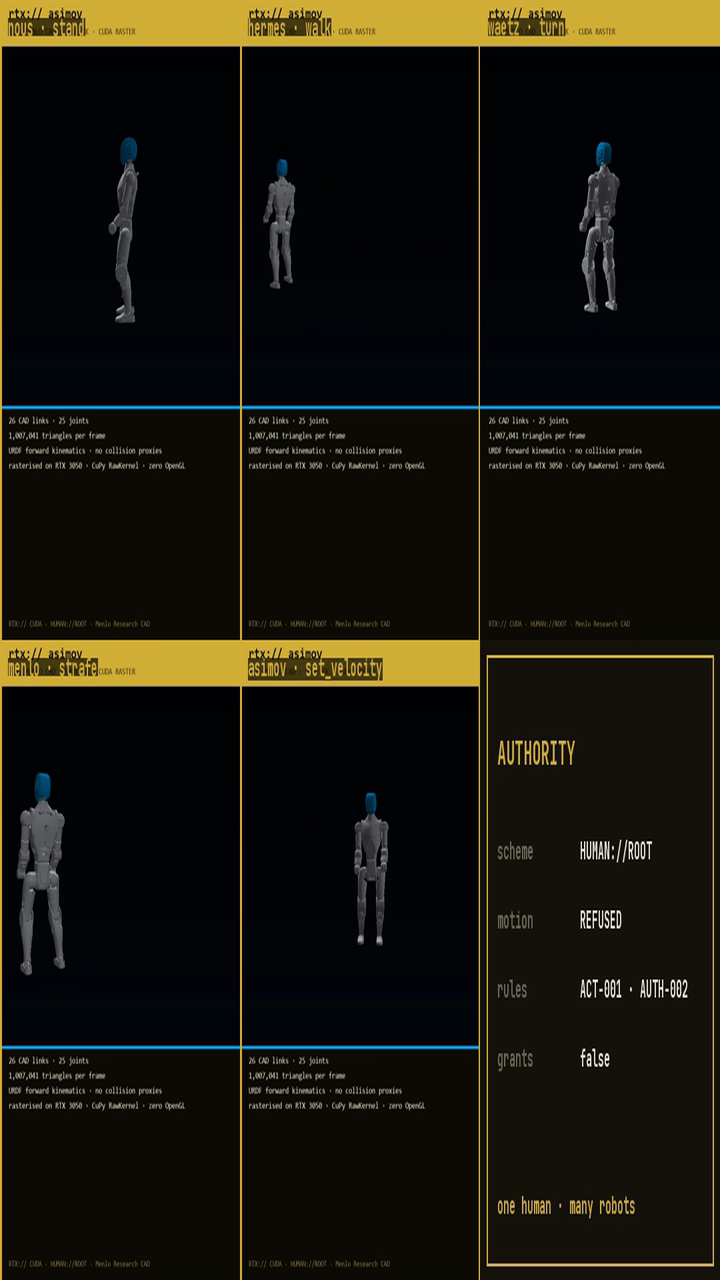 rtx:// asimov
nous · stand
· CUDA RASTER
26 CAD links · 25 joints
1,007,041 triangles per frame
URDF forward kinematics · no collision proxies
rasterised on RTX 3050 · CuPy RawKernel · zero OpenGL
RTX:// CUDA · HUMAN://ROOT · Menlo Research CAD
rtx:// asimov
hermes · walk
· CUDA RASTER
26 CAD links · 25 joints
1,007,041 triangles per frame
URDF forward kinematics · no collision proxies
rasterised on RTX 3050 · CuPy RawKernel · zero OpenGL
RTX:// CUDA · HUMAN://ROOT · Menlo Research CAD
rtx:// asimov
waetz · turn
· CUDA RASTER
26 CAD links · 25 joints
1,007,041 triangles per frame
URDF forward kinematics · no collision proxies
rasterised on RTX 3050 · CuPy RawKernel · zero OpenGL
RTX:// CUDA · HUMAN://ROOT · Menlo Research CAD
rtx:// asimov
menlo · strafe
CUDA RASTER
26 CAD links · 25 joints
1,007,041 triangles per frame
URDF forward kinematics · no collision proxies
rasterised on RTX 3050 · CuPy RawKernel · zero OpenGL
RTX:// CUDA · HUMAN://ROOT · Menlo Research CAD
rtx:// asimov
asimov · set_velocity
26 CAD links · 25 joints
1,007,041 triangles per frame
URDF forward kinematics · no collision proxies
rasterised on RTX 3050 · CuPy RawKernel · zero OpenGL
RTX:// CUDA · HUMAN://ROOT · Menlo Research CAD
AUTHORITY
scheme HUMAN://ROOT
motion REFUSED
rules ACT-001 · AUTH-002
grants false
one human · many robots